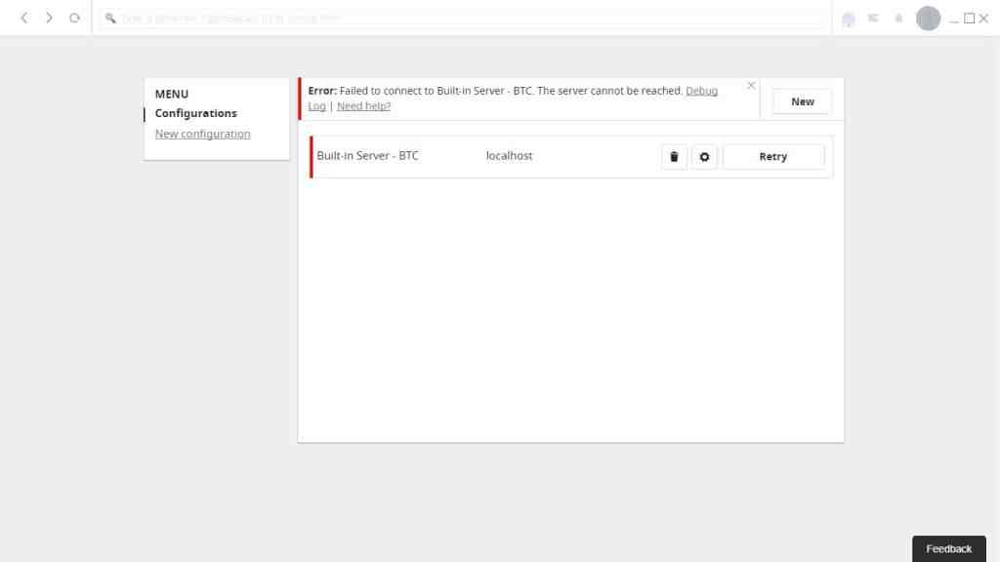 MENU
Configurations
New configuration
Error: Failed to connect to Built-in Server - BTC. The server cannot be reached. Debug
Log | Need help?
New
Built-in Server - BTC localhost Retry
Feedback